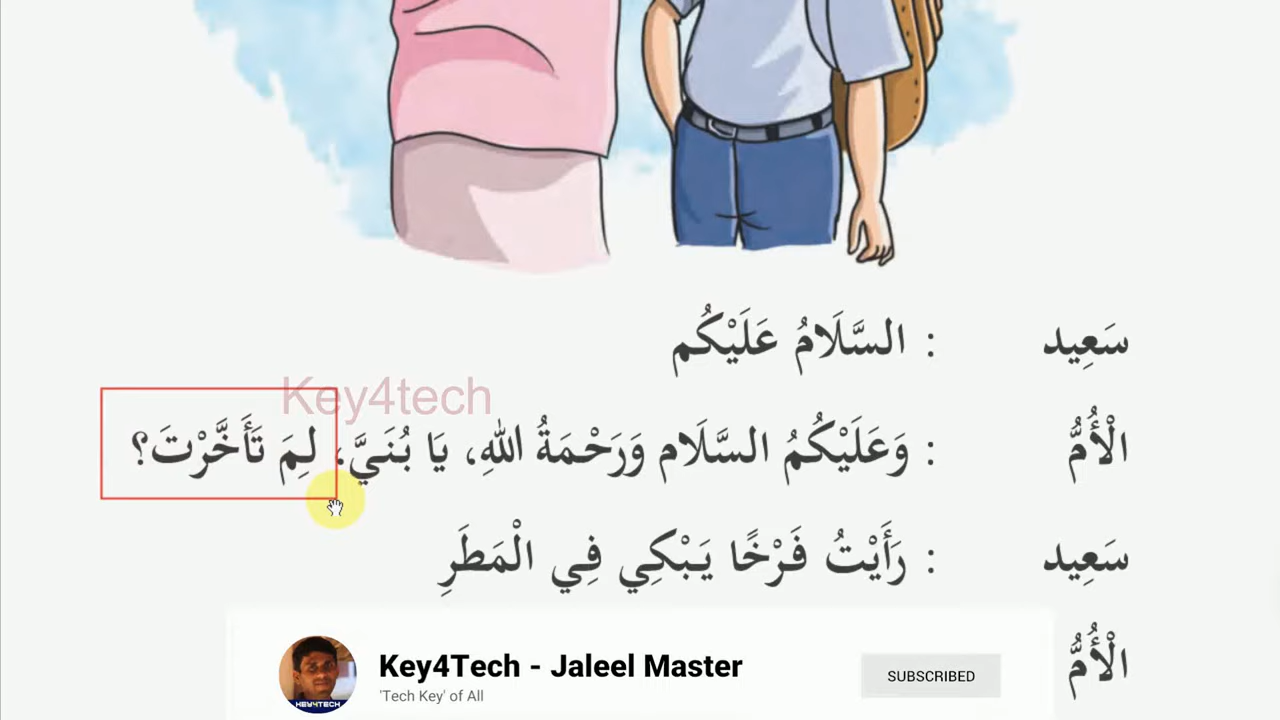 سَعِيد : السَّلَامُ عَلَيْكُم
Key4tech
الْأُمُّ : وَعَلَيْكُمُ السَّلَام وَرَحْمَةُ اللهِ، يَا بُنَيَّ، لِمَ تَأَخَّرْتَ؟
سَعِيد : رَأَيْتُ فَرْخًا يَبْكِي فِي الْمَطَرِ
الْأُمُّ
Key4Tech - Jaleel Master
'Tech Key' of All
SUBSCRIBED
KEY4TECH